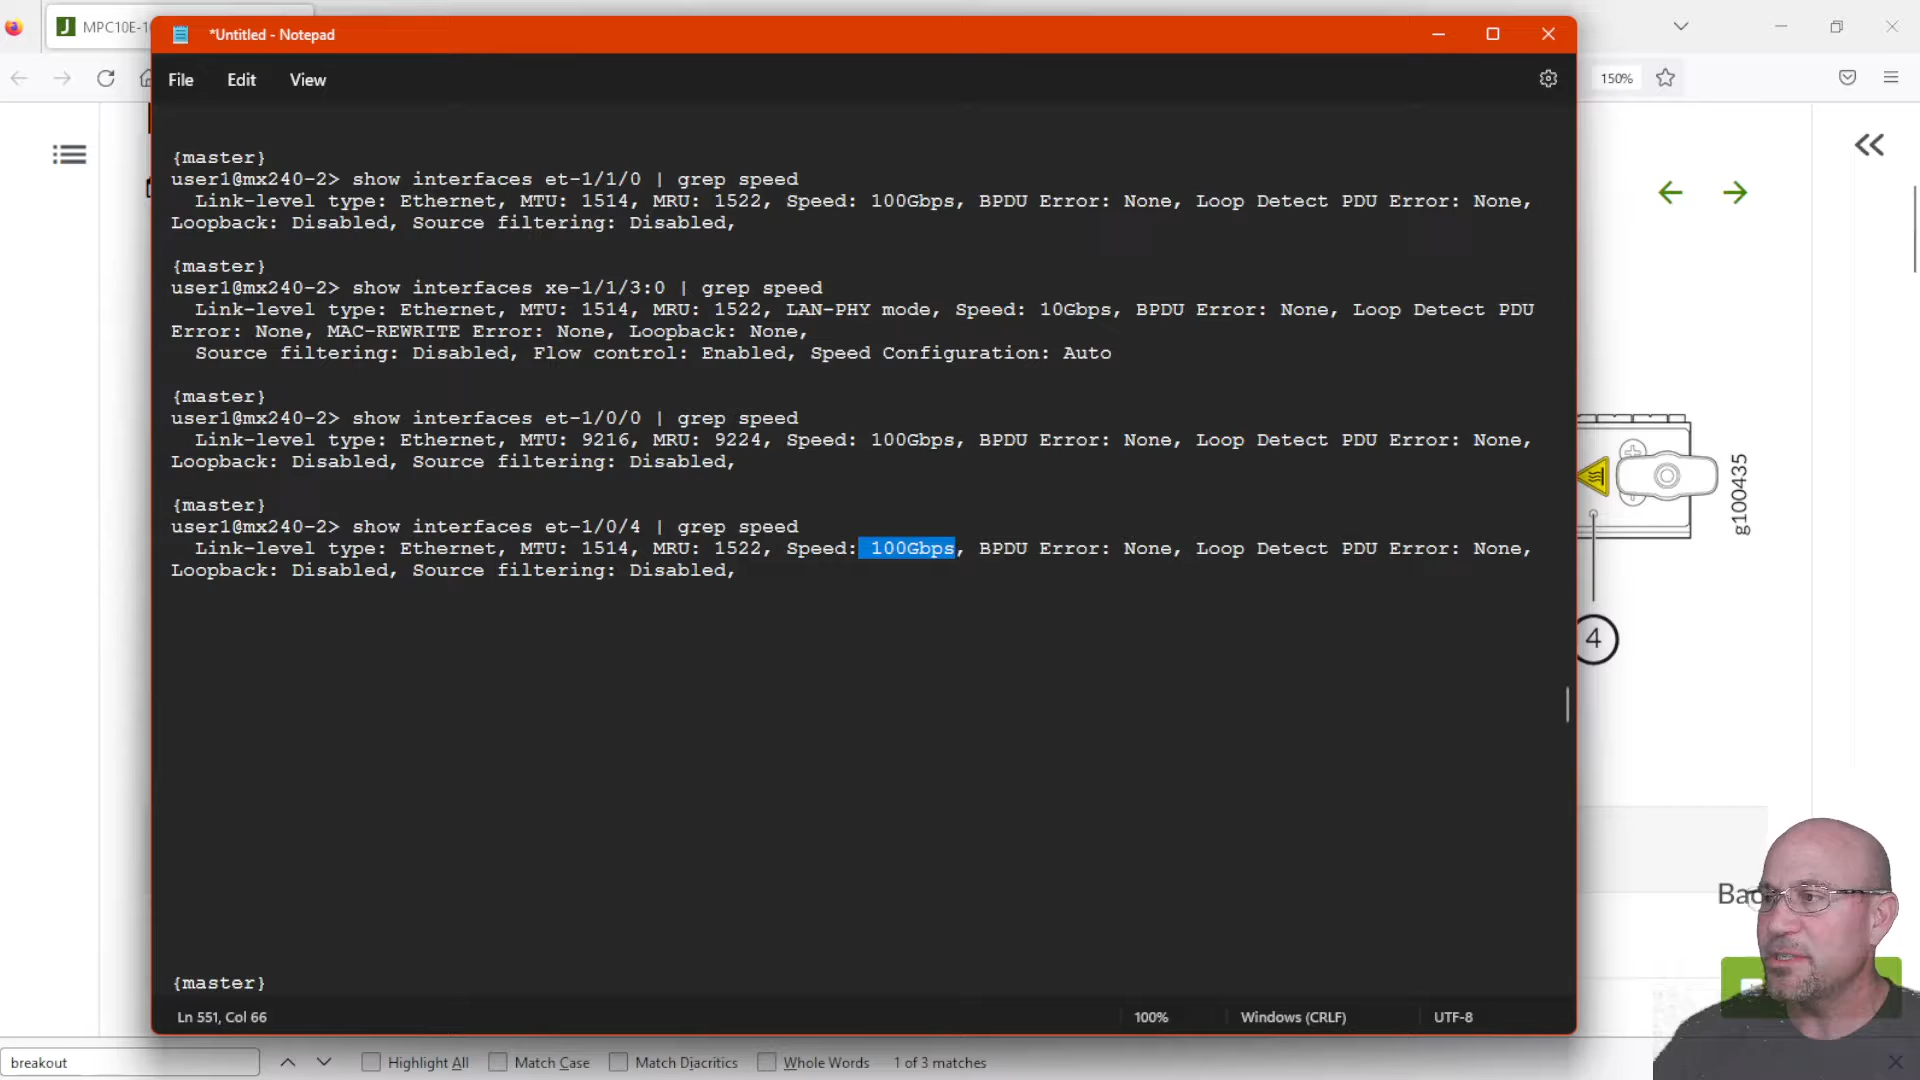 MPC10E-1
*Untitled - Notepad
File Edit View
150%
{master}
user1@mx240-2> show interfaces et-1/1/0 | grep speed
Link-level type: Ethernet, MTU: 1514, MRU: 1522, Speed: 100Gbps, BPDU Error: None, Loop Detect PDU Error: None,
Loopback: Disabled, Source filtering: Disabled,
{master}
user1@mx240-2> show interfaces xe-1/1/3:0 | grep speed
Link-level type: Ethernet, MTU: 1514, MRU: 1522, LAN-PHY mode, Speed: 10Gbps, BPDU Error: None, Loop Detect PDU
Error: None, MAC-REWRITE Error: None, Loopback: None,
Source filtering: Disabled, Flow control: Enabled, Speed Configuration: Auto
{master}
user1@mx240-2> show interfaces et-1/0/0 | grep speed
Link-level type: Ethernet, MTU: 9216, MRU: 9224, Speed: 100Gbps, BPDU Error: None, Loop Detect PDU Error: None,
Loopback: Disabled, Source filtering: Disabled,
{master}
user1@mx240-2> show interfaces et-1/0/4 | grep speed
Link-level type: Ethernet, MTU: 1514, MRU: 1522, Speed: 100Gbps, BPDU Error: None, Loop Detect PDU Error: None,
Loopback: Disabled, Source filtering: Disabled,
g100435
4
{master}
Ln 551, Col 66
100%
Windows (CRLF)
UTF-8
breakout
Highlight All Match Case Match Diacritics Whole Words 1 of 3 matches